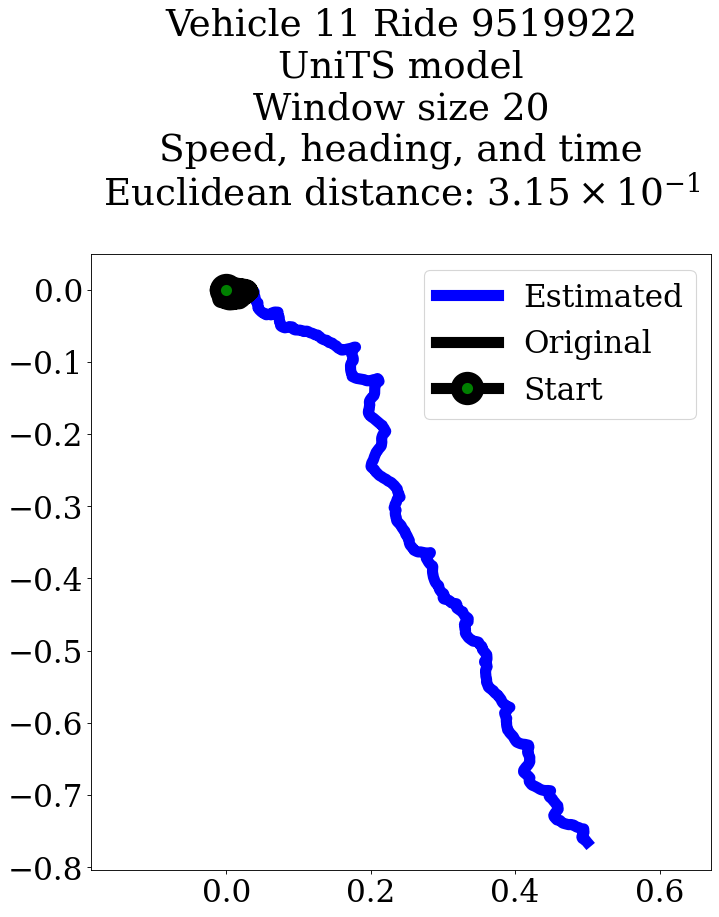 Vehicle 11 Ride 9519922
UniTS model
Window size 20
Speed, heading, and time
Euclidean distance: 3.15 × 10⁻¹
Estimated
Original
Start
0.0
−0.1
−0.2
−0.3
−0.4
−0.5
−0.6
−0.7
−0.8
0.0 0.2 0.4 0.6